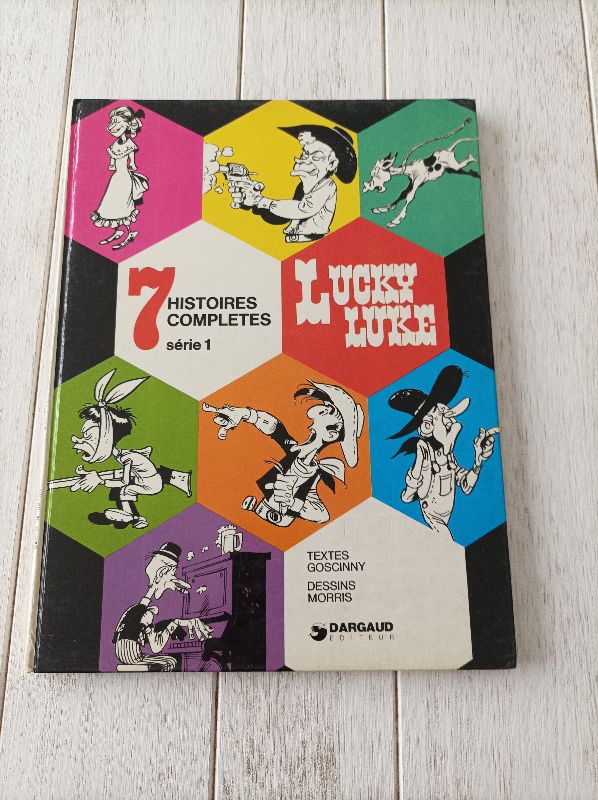 7 HISTOIRES
COMPLETES
série 1
LUCKY
LUKE
TEXTES
GOSCINNY
DESSINS
MORRIS
DARGAUD
EDITEUR